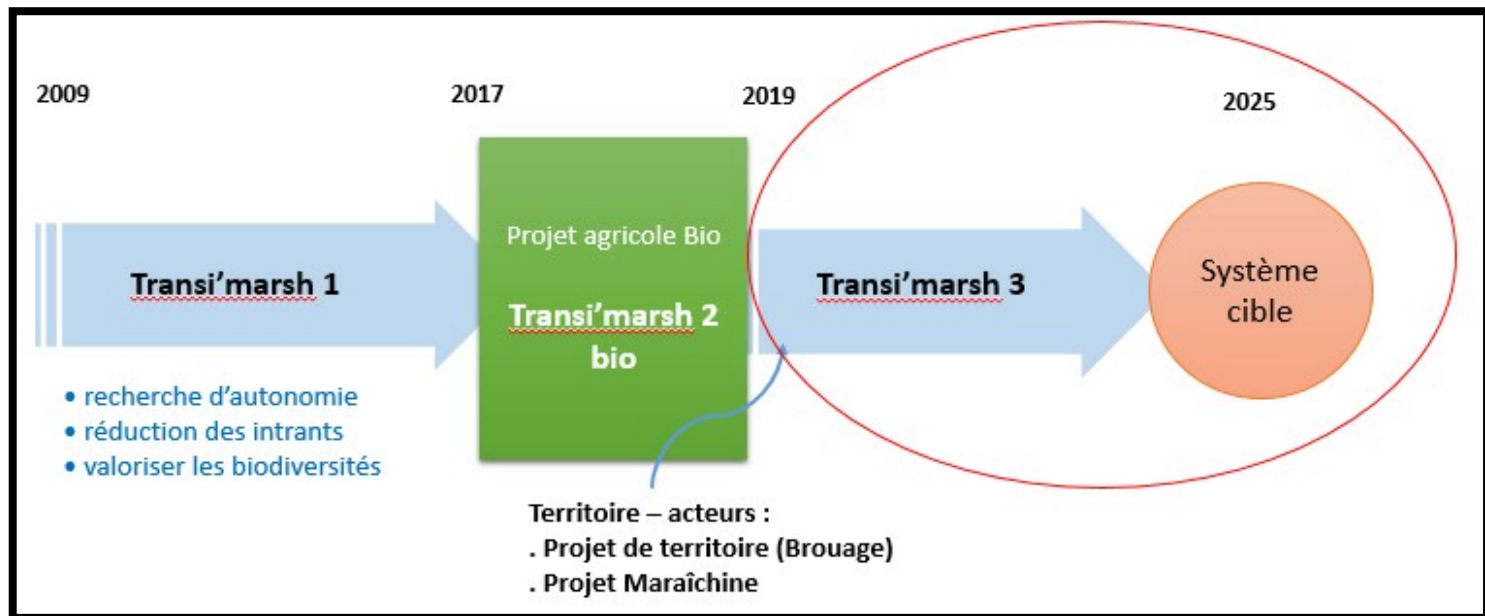 2009
2017
2019
2025
Transi'marsh 1
Projet agricole Bio
Transi'marsh 2
bio
Transi'marsh 3
Système
cible
• recherche d'autonomie
• réduction des intrants
• valoriser les biodiversités
Territoire – acteurs :
. Projet de territoire (Brouage)
. Projet Maraîchine